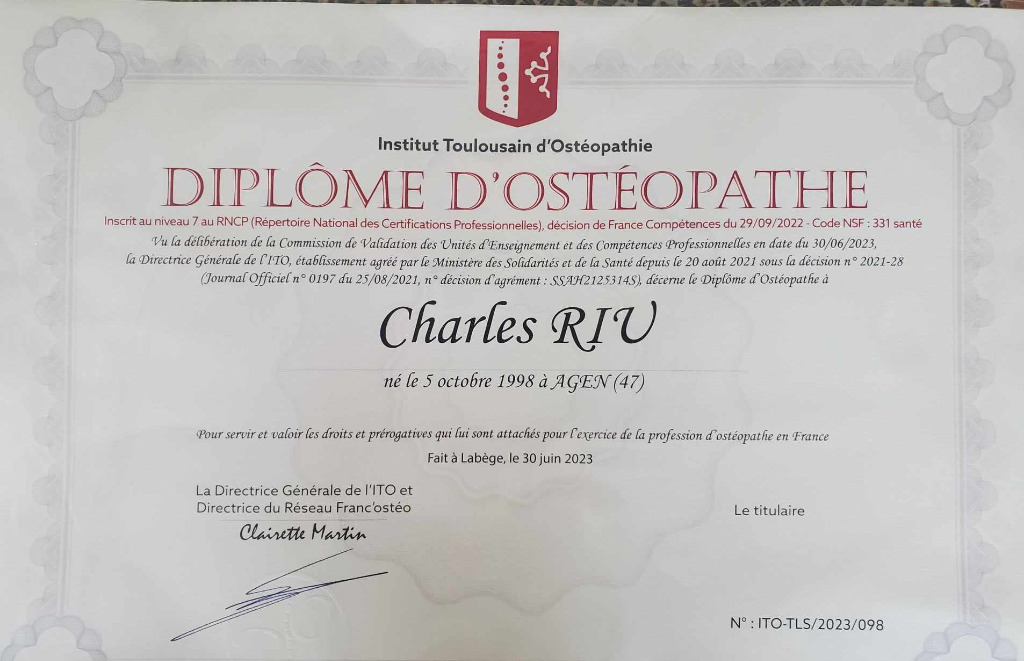 Institut Toulousain d'Ostéopathie
DIPLÔME D'OSTÉOPATHE
Inscrit au niveau 7 au RNCP (Répertoire National des Certifications Professionnelles), décision de France Compétences du 29/09/2022 - Code NSF : 331 santé
Vu la délibération de la Commission de Validation des Unités d'Enseignement et des Compétences Professionnelles en date du 30/06/2023,
la Directrice Générale de l'ITO, établissement agréé par le Ministère des Solidarités et de la Santé depuis le 20 août 2021 sous la décision n° 2021-28
(Journal Officiel n° 0197 du 25/08/2021, n° décision d'agrément : SSAH2125314S), décerne le Diplôme d'Ostéopathe à
Charles RIU
né le 5 octobre 1998 à AGEN (47)
Pour servir et valoir les droits et prérogatives qui lui sont attachés pour l'exercice de la profession d'ostéopathe en France
Fait à Labège, le 30 juin 2023
La Directrice Générale de l'ITO et
Directrice du Réseau Franc'ostéo
Clairette Martin
Le titulaire
N° : ITO-TLS/2023/098